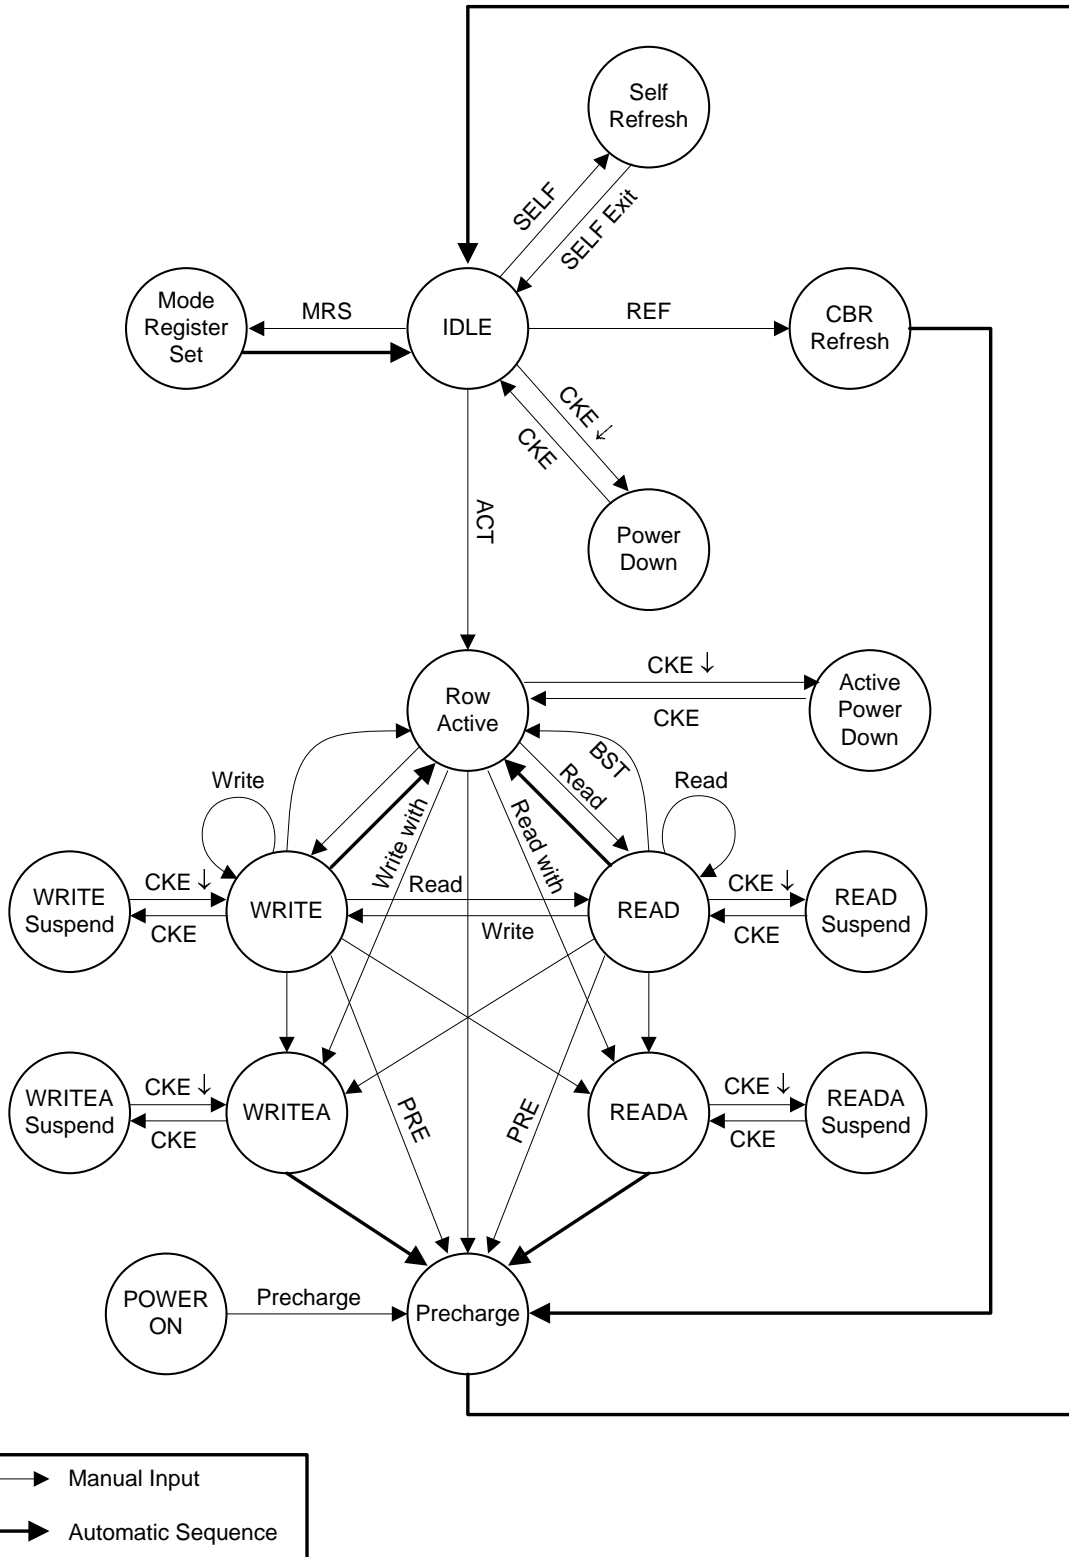 Self
Refresh
SELF
SELF Exit
Mode
Register
Set
MRS
IDLE
REF
CBR
Refresh
CKE ↓
CKE
ACT
Power
Down
Row
Active
CKE ↓
CKE
Active
Power
Down
BST
Read
Write
Read
Write with
Read with
WRITE
Suspend
CKE ↓
CKE
WRITE
Read
Write
READ
CKE ↓
CKE
READ
Suspend
WRITEA
Suspend
CKE ↓
CKE
WRITEA
PRE
PRE
READA
CKE ↓
CKE
READA
Suspend
POWER
ON
Precharge
Precharge
Manual Input
Automatic Sequence